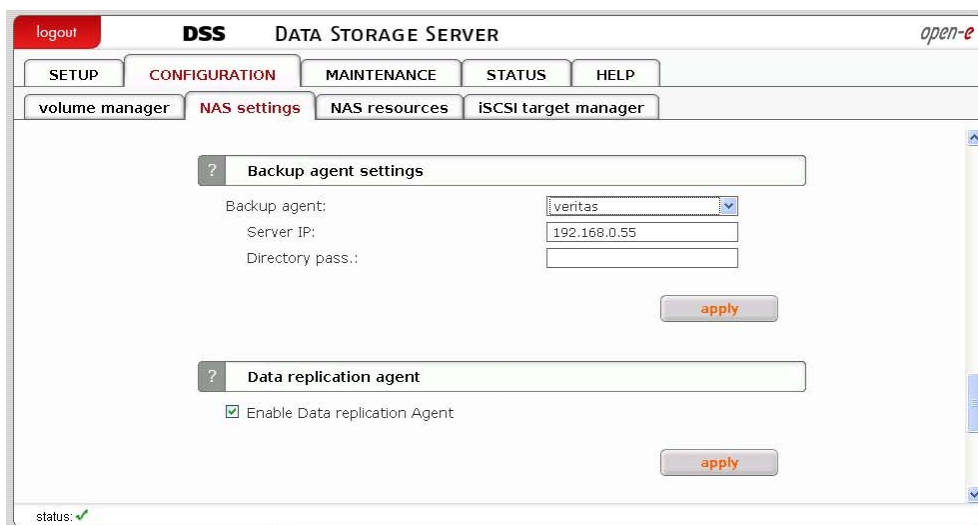 logout DSS DATA STORAGE SERVER open-e
SETUP CONFIGURATION MAINTENANCE STATUS HELP
volume manager NAS settings NAS resources iSCSI target manager
? Backup agent settings
Backup agent: veritas
Server IP: 192.168.0.55
Directory pass.:
apply
? Data replication agent
Enable Data replication Agent
apply
status: